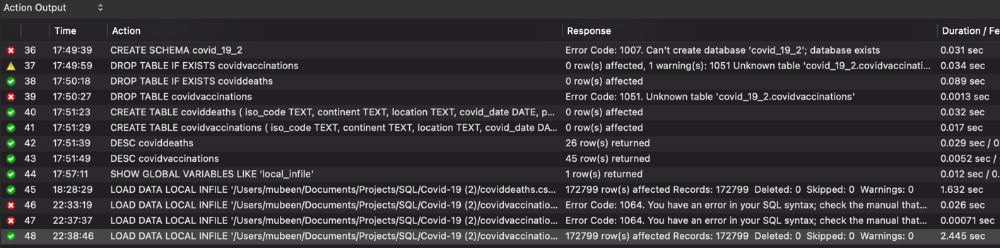 Action Output
Time Action Response Duration / Fe
36 17:49:39 CREATE SCHEMA covid_19_2 Error Code: 1007. Can't create database 'covid_19_2'; database exists 0.031 sec
37 17:49:59 DROP TABLE IF EXISTS covidvaccinations 0 row(s) affected, 1 warning(s): 1051 Unknown table 'covid_19_2.covidvaccinati... 0.034 sec
38 17:50:18 DROP TABLE IF EXISTS coviddeaths 0 row(s) affected 0.089 sec
39 17:50:27 DROP TABLE covidvaccinations Error Code: 1051. Unknown table 'covid_19_2.covidvaccinations' 0.0013 sec
40 17:51:23 CREATE TABLE coviddeaths ( iso_code TEXT, continent TEXT, location TEXT, covid_date DATE, p... 0 row(s) affected 0.032 sec
41 17:51:29 CREATE TABLE covidvaccinations ( iso_code TEXT, continent TEXT, location TEXT, covid_date DA... 0 row(s) affected 0.017 sec
42 17:51:39 DESC coviddeaths 26 row(s) returned 0.029 sec / 0.
43 17:51:49 DESC covidvaccinations 45 row(s) returned 0.0052 sec / 0
44 17:57:11 SHOW GLOBAL VARIABLES LIKE 'local_infile' 1 row(s) returned 0.012 sec / 0.
45 18:28:29 LOAD DATA LOCAL INFILE '/Users/mubeen/Documents/Projects/SQL/Covid-19 (2)/coviddeaths.cs... 172799 row(s) affected Records: 172799 Deleted: 0 Skipped: 0 Warnings: 0 1.632 sec
46 22:33:19 LOAD DATA LOCAL INFILE '/Users/mubeen/Documents/Projects/SQL/Covid-19 (2)/covidvaccinatio... Error Code: 1064. You have an error in your SQL syntax; check the manual that... 0.026 sec
47 22:37:37 LOAD DATA LOCAL INFILE '/Users/mubeen/Documents/Projects/SQL/Covid-19 (2)/covidvaccinatio... Error Code: 1064. You have an error in your SQL syntax; check the manual that... 0.00071 sec
48 22:38:46 LOAD DATA LOCAL INFILE '/Users/mubeen/Documents/Projects/SQL/Covid-19 (2)/covidvaccinatio... 172799 row(s) affected Records: 172799 Deleted: 0 Skipped: 0 Warnings: 0 2.445 sec